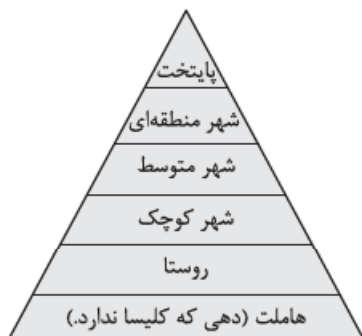 پایتخت
شهر منطقه‌ای
شهر متوسط
شهر کوچک
روستا
هاملت (دهی که کلیسا ندارد.)